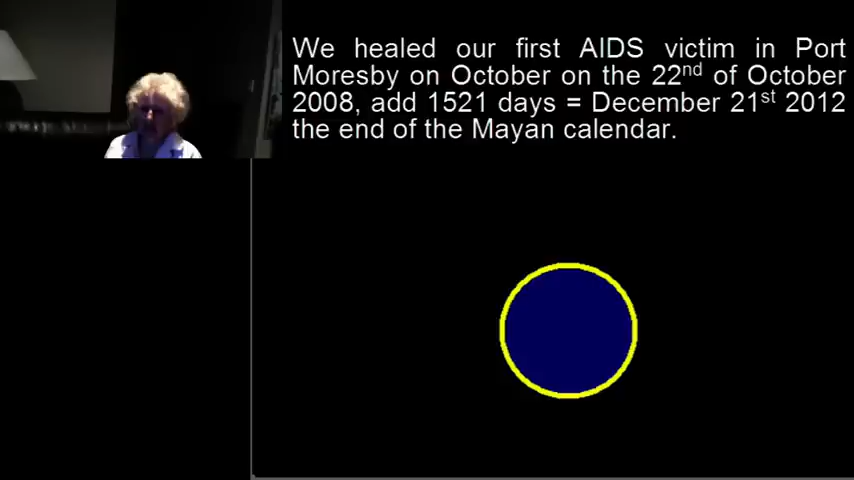 We healed our first AIDS victim in Port
Moresby on October on the 22nd of October
2008, add 1521 days = December 21st 2012
the end of the Mayan calendar.